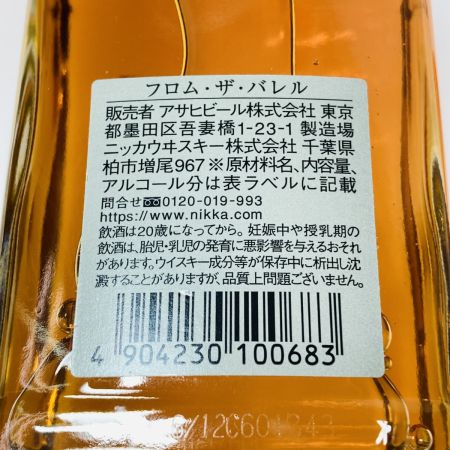 フロム・ザ・バレル
販売者 アサヒビール株式会社 東京
都墨田区吾妻橋1-23-1 製造場
ニッカウヰスキー株式会社 千葉県
柏市増尾967 ※原材料名、内容量、
アルコール分は表ラベルに記載
問合せ☎0120-019-993
https://www.nikka.com
飲酒は20歳になってから。妊娠中や授乳期の
飲酒は、胎児・乳児の発育に悪影響を与えるおそれ
があります。ウイスキー成分等が保存中に析出し沈
澱することがありますが、品質上問題ございません。
4 904230 100683